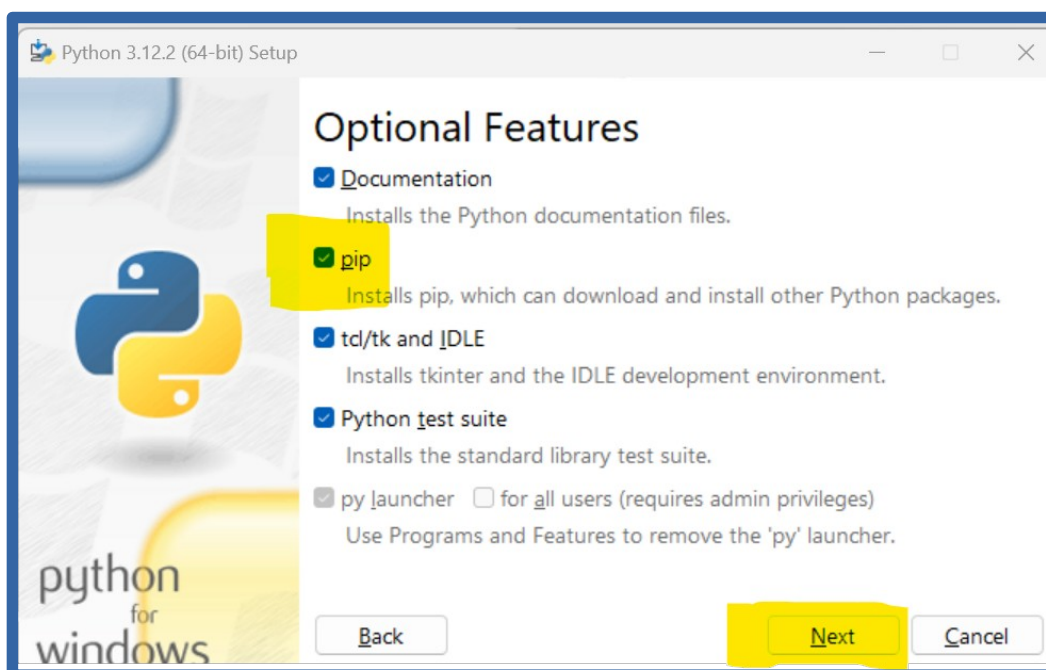 Python 3.12.2 (64-bit) Setup
Optional Features
Documentation
Installs the Python documentation files.
pip
Installs pip, which can download and install other Python packages.
tcl/tk and IDLE
Installs tkinter and the IDLE development environment.
Python test suite
Installs the standard library test suite.
py launcher for all users (requires admin privileges)
Use Programs and Features to remove the 'py' launcher.
python
for
windows
Back Next Cancel